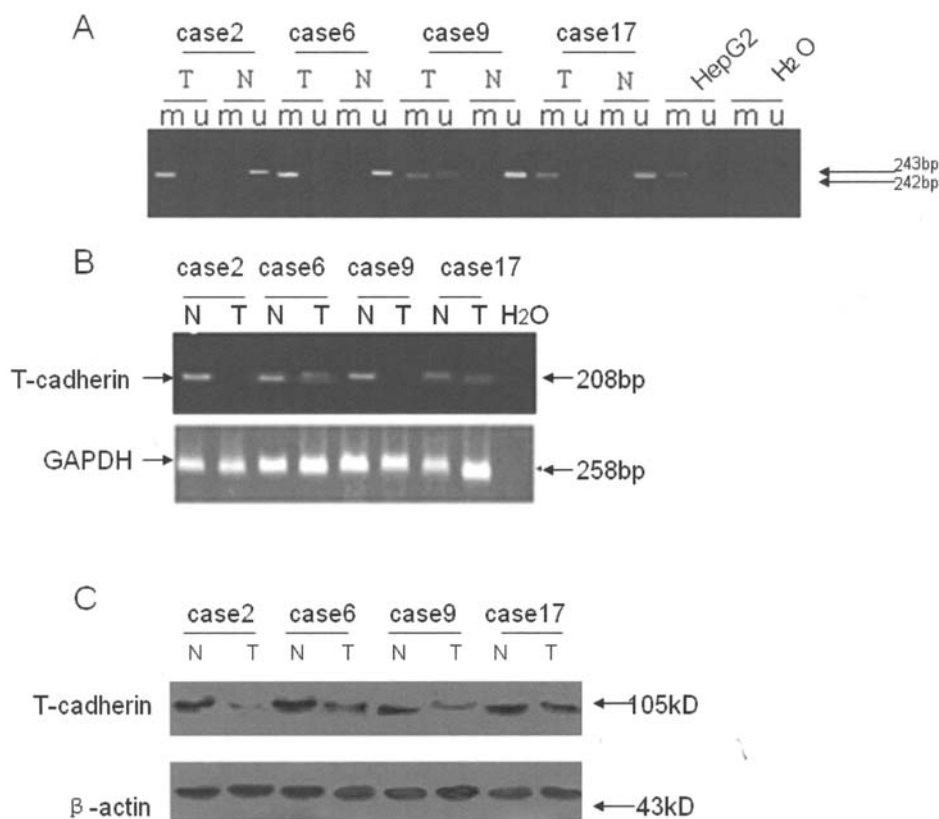 A
case2 case6 case9 case17
T N T N T N T N HepG2 H2O
m u m u m u m u m u m u m u m u m u m u
243bp
242bp
B
case2 case6 case9 case17
N T N T N T N T H2O
T-cadherin 208bp
GAPDH 258bp
C
case2 case6 case9 case17
N T N T N T N T
T-cadherin 105kD
β-actin 43kD